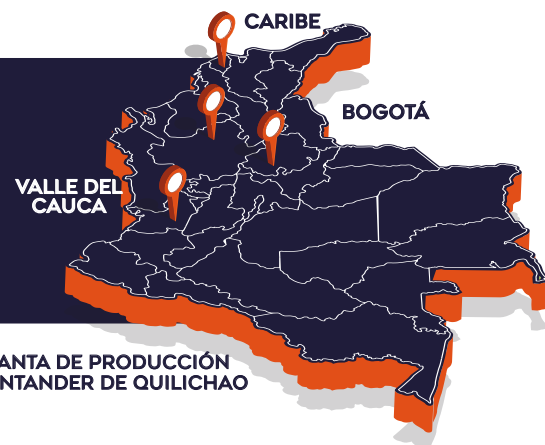 CARIBE
BOGOTÁ
VALLE DEL
CAUCA
ANTA DE PRODUCCIÓN
NTANDER DE QUILICHAO